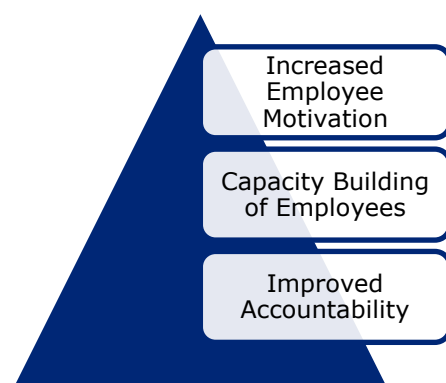 Increased
Employee
Motivation
Capacity Building
of Employees
Improved
Accountability